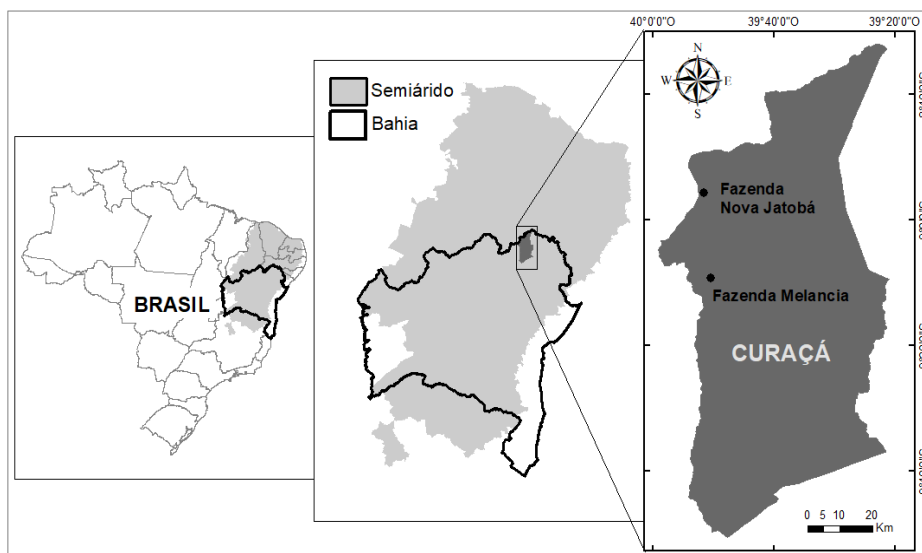 BRASIL
Semiárido
Bahia
40°0'0"O 39°40'0"O 39°20'0"O
N
W E
S
Fazenda
Nova Jatobá
Fazenda Melancia
CURAÇÁ
0 5 10 20
Km